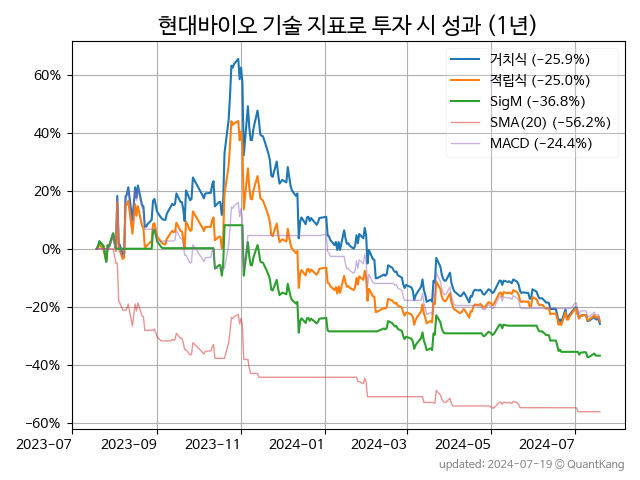 현대바이오 기술 지표로 투자 시 성과 (1년)
거치식 (−25.9%)
적립식 (−25.0%)
SigM (−36.8%)
SMA(20) (−56.2%)
MACD (−24.4%)
60%
40%
20%
0%
−20%
−40%
−60%
2023-07 2023-09 2023-11 2024-01 2024-03 2024-05 2024-07
updated: 2024-07-19 © QuantKang